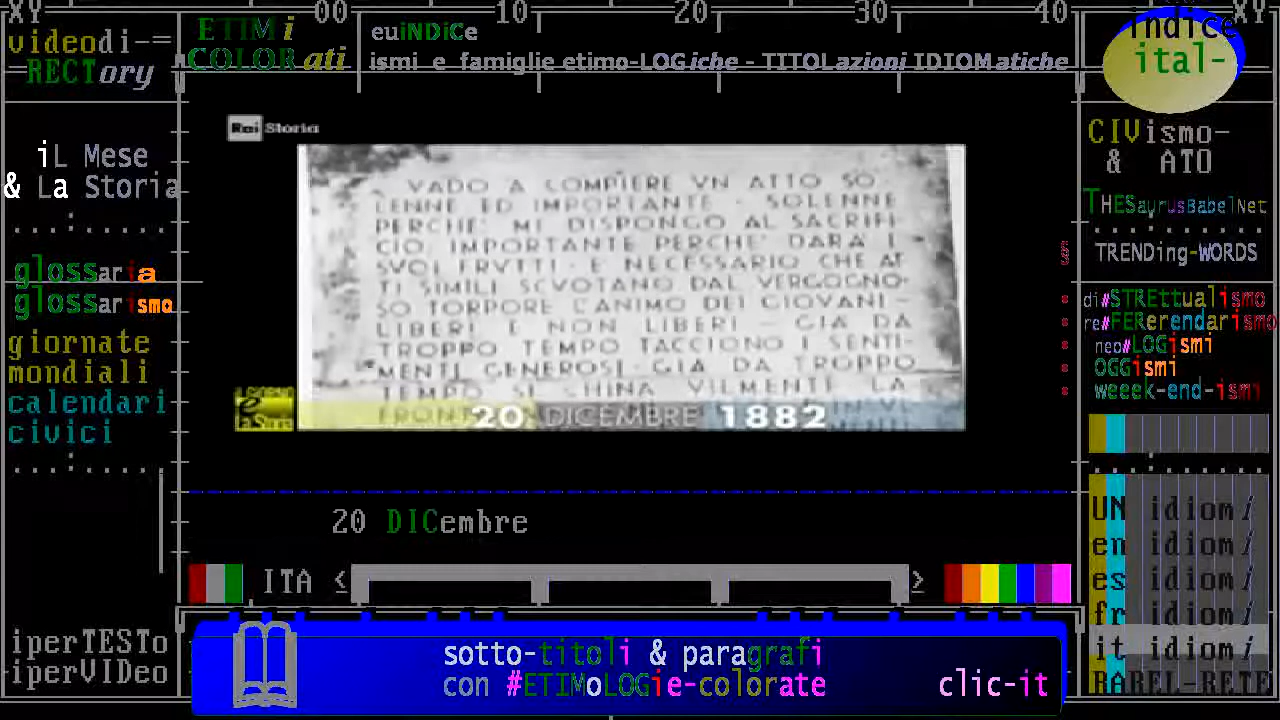 XY 00 10 20 30 40 XY
videodi-=
RECTory
ETIMi
COLORati
euiNDiCe
ismi e famiglie etimo-LOGiche - TITOLazioni IDIOMatiche
indice
ital-
iL Mese
& La Storia
glossaria
glossarismo
giornate
mondiali
calendari
civici
iperTESTo
iperVIDeo
Rai Storia
VADO A COMPIERE VN ATTO SO
LENNE ED IMPORTANTE - SOLENNE
PERCHE' MI DISPONGO AL SACRIFI
CIO, IMPORTANTE PERCHE' DARA' I
SVOI FRVTTI - E NECESSARIO CHE AT
TI SIMILI SCVOTANO DAL VERGOGNO-
TORPORE L'ANIMO DEI GIOVANI
LIBERI E NON LIBERI - GIA DA
TROPPO TEMPO TACCIONO I SENTI-
MENTI GENEROSI - GIA DA TROPPO
TEMPO SI CHINA VILMENTE LA
FRONT
20 DICEMBRE 1882
20 DICembre
ITA < >
sotto-titoli & paragrafi
con #ETIMoLOGie-colorate clic-it
CIVismo-
& ATO
THESaurusBabelNet
TRENDing-WORDS
di#STREttualismo
re#FERerendarismo
neo#LOGismi
OGGismi
weeek-end-ismi
UN idiomi
en idiomi
es idiomi
fr idiomi
it idiomi
BABEL-RETE